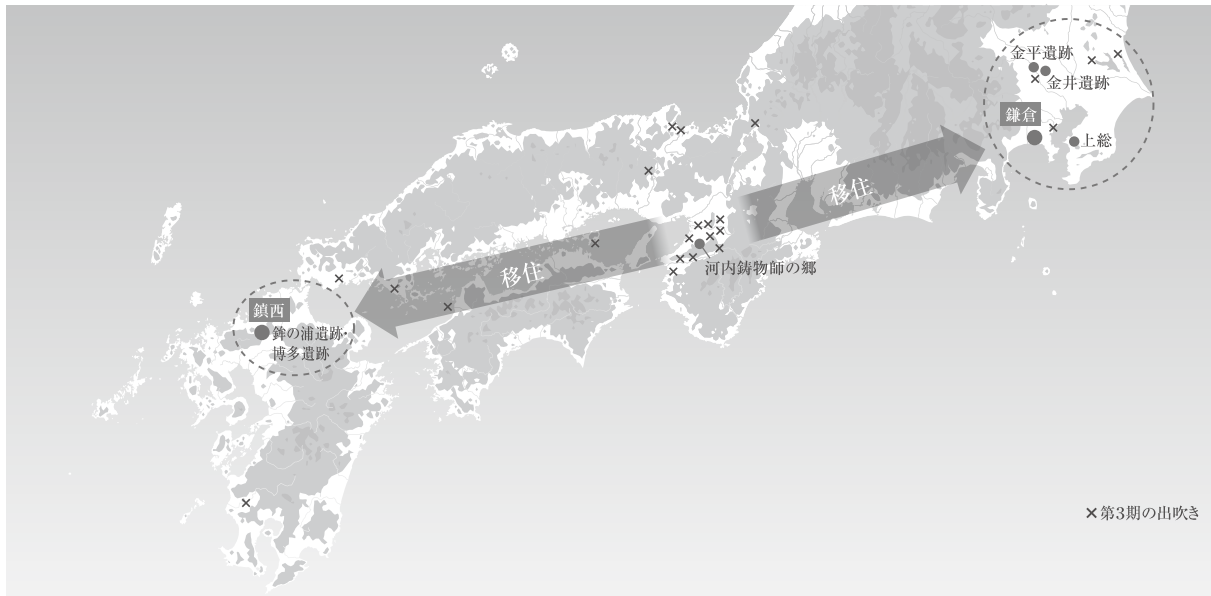 金平遺跡
金井遺跡
鎌倉
上総
移住
河内鋳物師の郷
移住
鎮西
鉾の浦遺跡・
博多遺跡
×第3期の出吹き